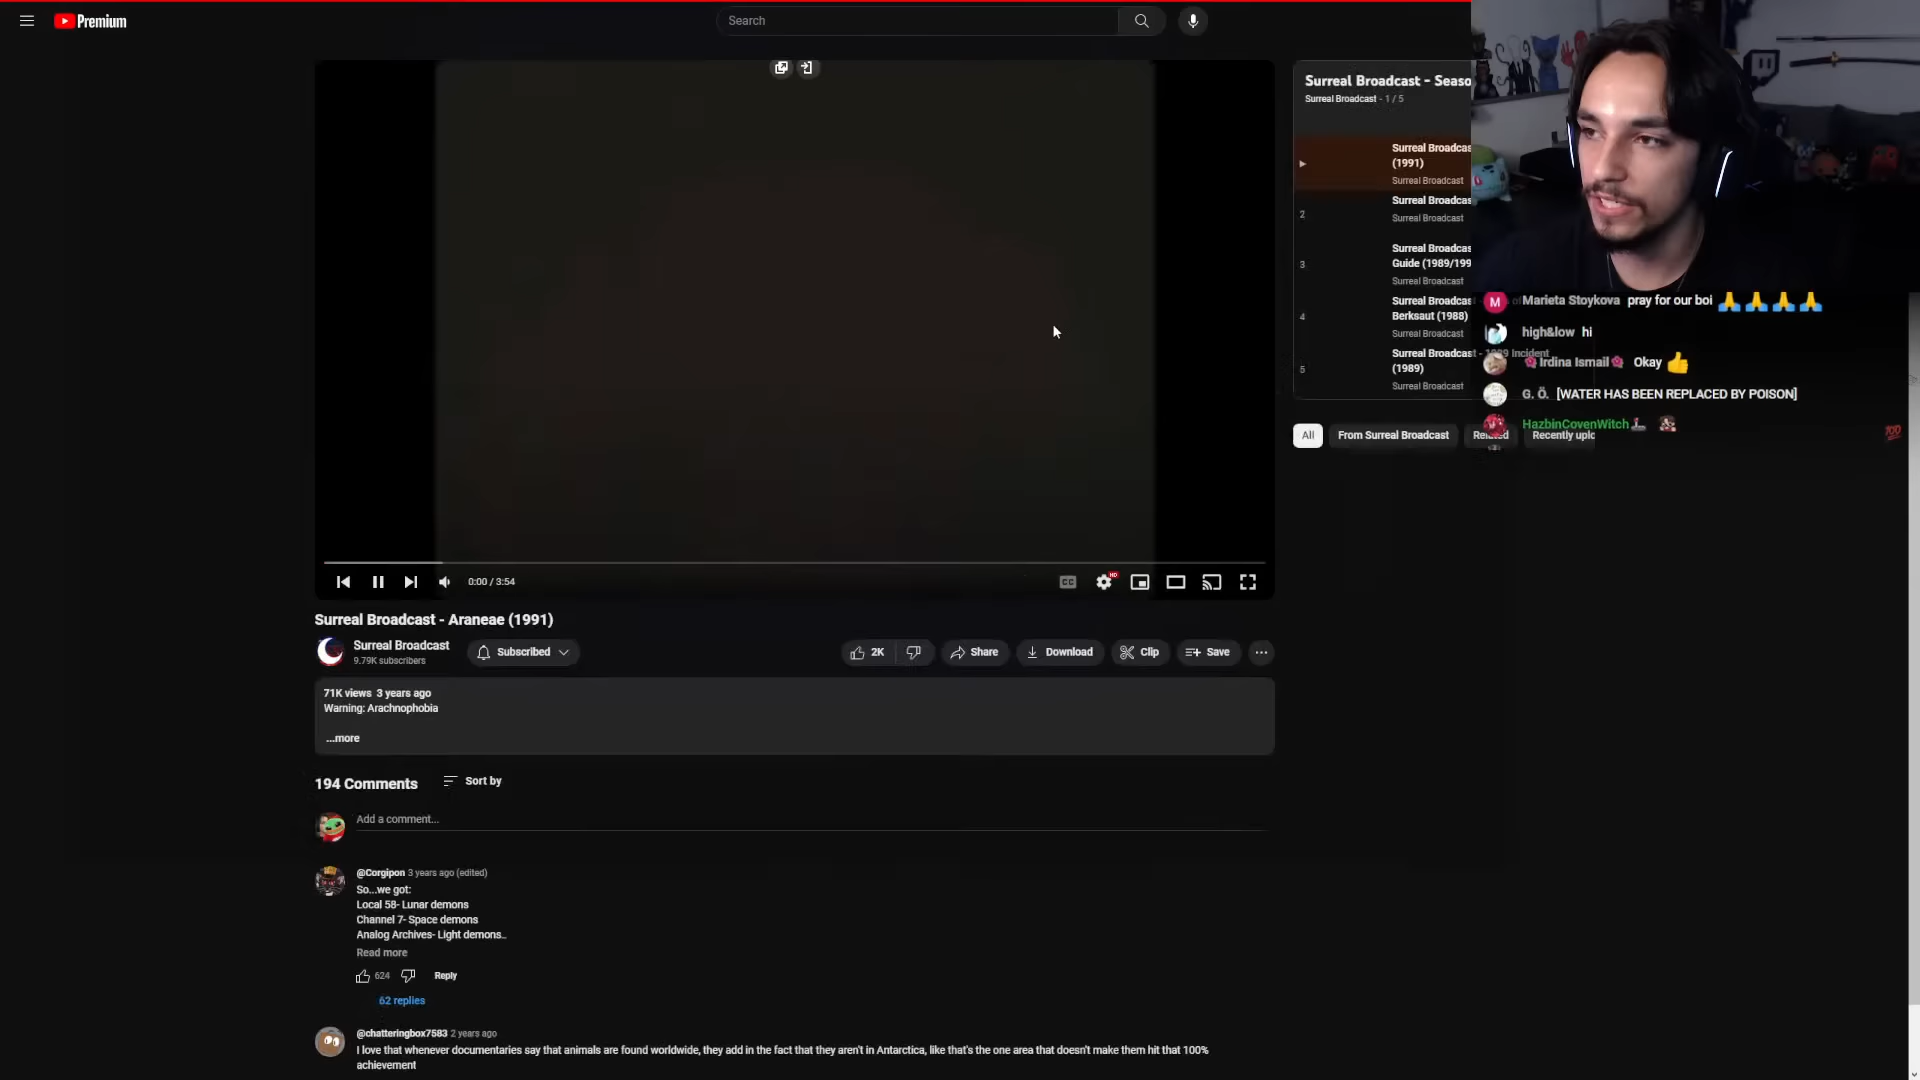 Premium
Search
HD
0:00 / 3:54
Surreal Broadcast - Araneae (1991)
Surreal Broadcast
9.79K subscribers
Subscribed
2K
Share
Download
Clip
Save
71K views 3 years ago
Warning: Arachnophobia
...more
194 Comments
Sort by
Add a comment...
@Corgipon 3 years ago (edited)
So...we got:
Local 58- Lunar demons
Channel 7- Space demons
Analog Archives- Light demons..
Read more
624
Reply
62 replies
@chatteringbox7583 2 years ago
I love that whenever documentaries say that animals are found worldwide, they add in the fact that they aren't in Antarctica, like that's the one area that doesn't make them hit that 100%
achievement
Surreal Broadcast - Seaso
Surreal Broadcast - 1 / 5
Surreal Broadcas
(1991)
Surreal Broadcast
2
Surreal Broadcas
Surreal Broadcast
3
Surreal Broadcas
Guide (1989/199
Surreal Broadcast
4
Surreal Broadcas
Berksaut (1988)
Surreal Broadcast
5
Surreal Broadcast - 1989 Incident
(1989)
Surreal Broadcast
All
From Surreal Broadcast
Related
Recently uplo
M
Marieta Stoykova pray for our boi 🙏🙏🙏🙏
high&low hi
🌺Irdina Ismail🌺 Okay 👍
G. Ö. [WATER HAS BEEN REPLACED BY POISON]
HazbinCovenWitch
100